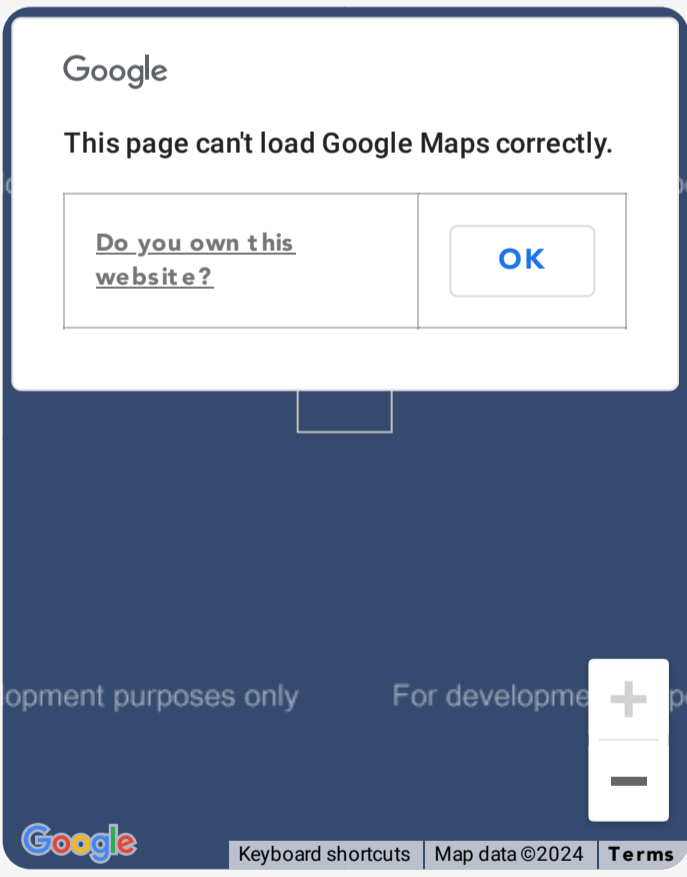 Google
This page can't load Google Maps correctly.
Do you own this
website?
OK
opment purposes only
For developme
Google
Keyboard shortcuts
Map data ©2024
Terms